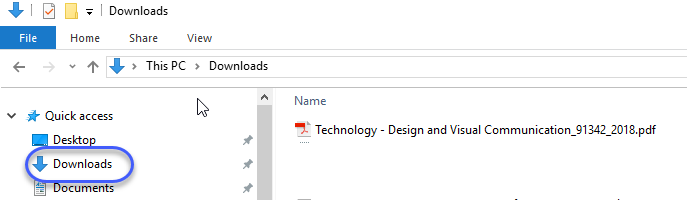 Downloads
File Home Share View
This PC Downloads
Quick access
Desktop
Downloads
Documents
Name
Technology - Design and Visual Communication_91342_2018.pdf